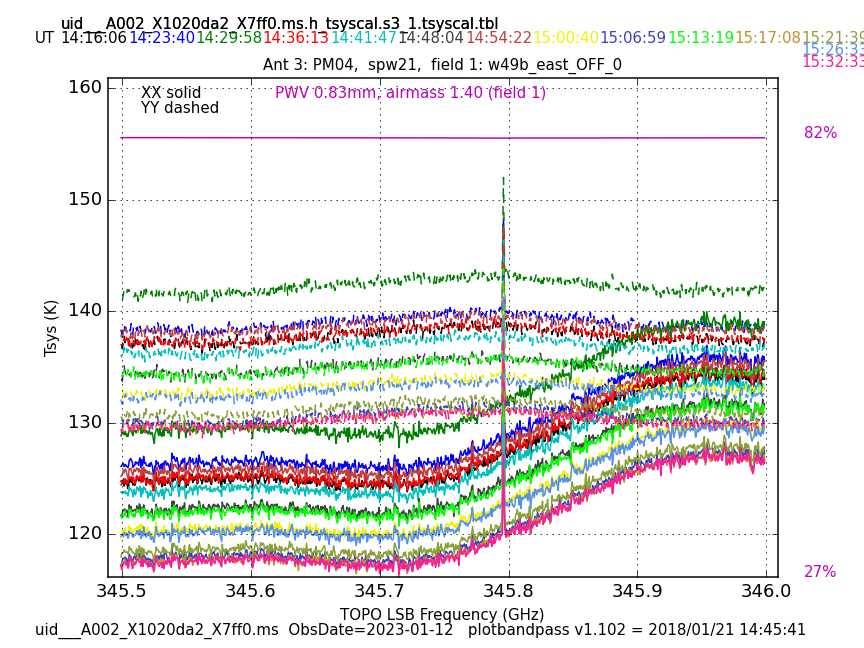 uid___A002_X1020da2_X7ff0.ms.h_tsyscal.s3_1.tsyscal.tbl
UT 14:16:06 14:23:40 14:29:58 14:36:13 14:41:47 14:48:04 14:54:22 15:00:40 15:06:59 15:13:19 15:17:08 15:21:39
15:26:33
15:32:33
Ant 3: PM04, spw21, field 1: w49b_east_OFF_0
160
XX solid
YY dashed
PWV 0.83mm, airmass 1.40 (field 1)
82%
150
140
130
120
Tsys (K)
27%
345.5 345.6 345.7 345.8 345.9 346.0
TOPO LSB Frequency (GHz)
uid___A002_X1020da2_X7ff0.ms ObsDate=2023-01-12 plotbandpass v1.102 = 2018/01/21 14:45:41